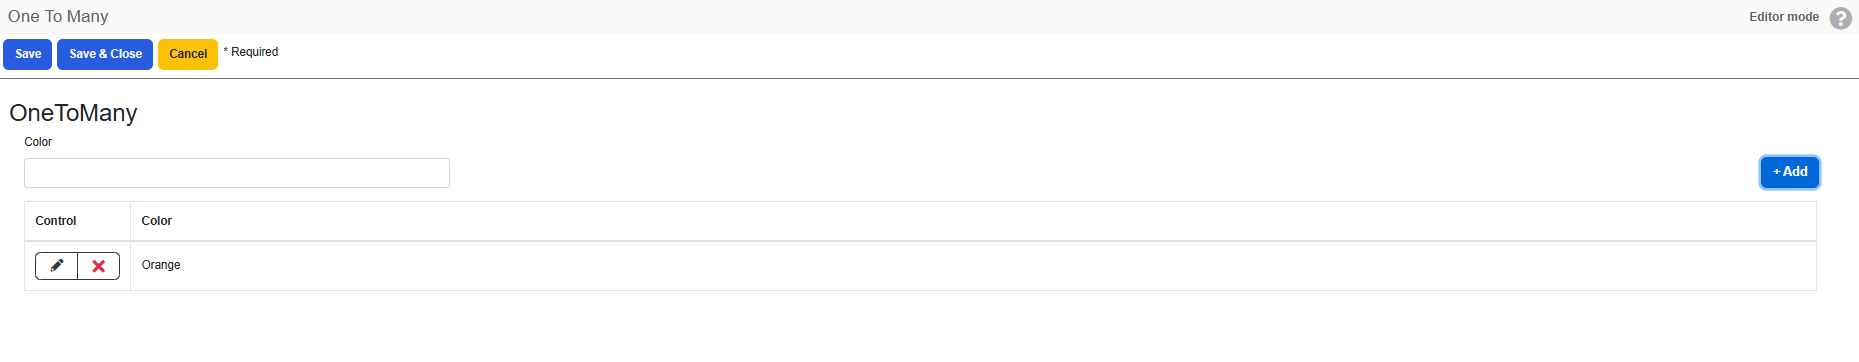 One To Many
Editor mode ?
Save Save & Close Cancel * Required
OneToMany
Color
+ Add
Control Color
Orange